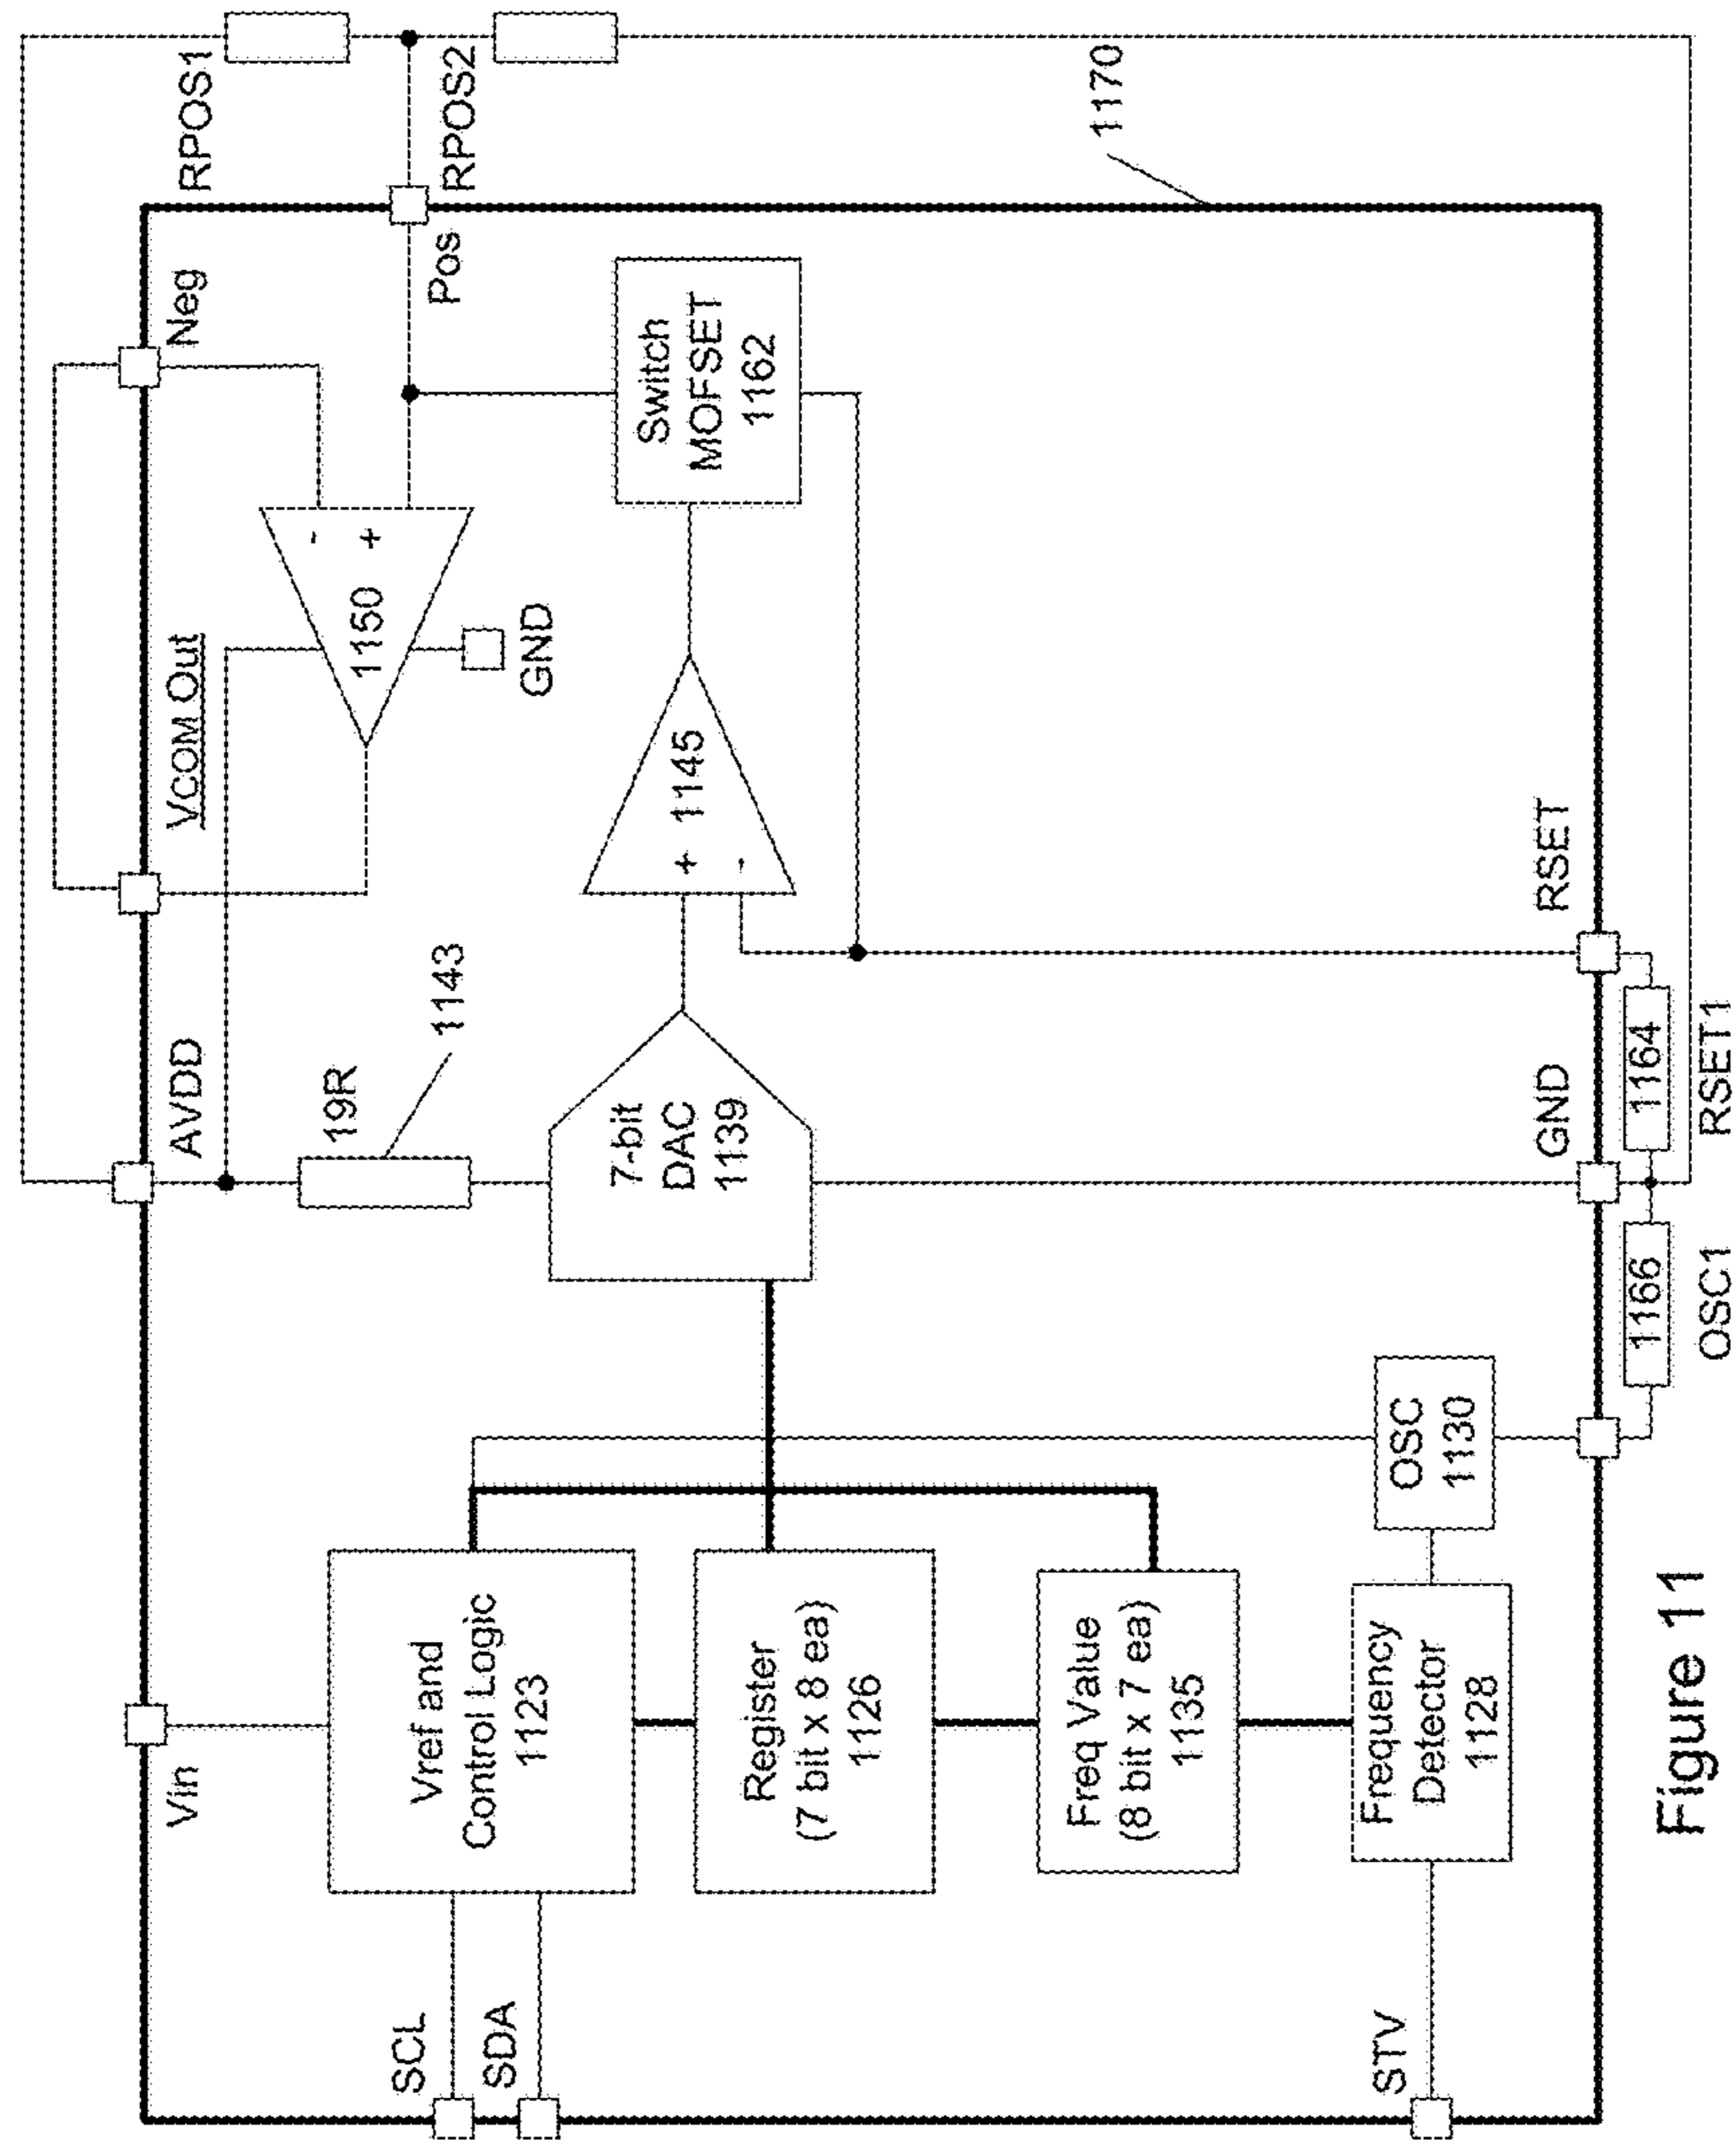 SCL
SDA
STV
Vin
Vref and
Control Logic
1123
Register
(7 bit x 8 ea)
1126
Freq Value
(8 bit x 7 ea)
1135
Frequency
Detector
1128
OSC
1130
1166
OSC1
AVDD
19R
1143
7-bit
DAC
1139
GND
1164
RSET1
RSET
VCOM Out
1150
-
+
GND
+
-
1145
Neg
Pos
Switch
MOFSET
1162
RPOS1
RPOS2
1170
Figure 11